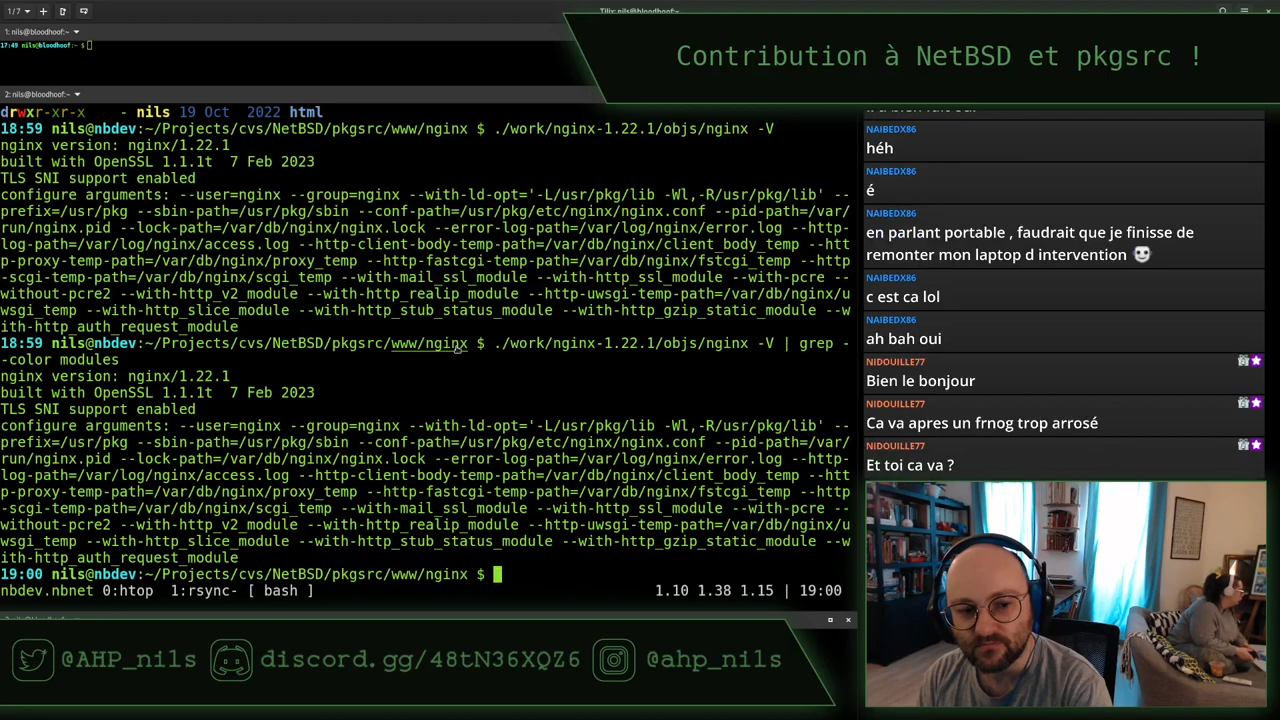 1/7
Tilix: nils@bloodhoof:~
1: nils@bloodhoof:~
17:49 nils@bloodhoof:~ $
Contribution à NetBSD et pkgsrc !
2: nils@bloodhoof:~
drwxr-xr-x    - nils 19 Oct  2022 html
18:59 nils@nbdev:~/Projects/cvs/NetBSD/pkgsrc/www/nginx $ ./work/nginx-1.22.1/objs/nginx -V
nginx version: nginx/1.22.1
built with OpenSSL 1.1.1t  7 Feb 2023
TLS SNI support enabled
configure arguments: --user=nginx --group=nginx --with-ld-opt='-L/usr/pkg/lib -Wl,-R/usr/pkg/lib' --
prefix=/usr/pkg --sbin-path=/usr/pkg/sbin --conf-path=/usr/pkg/etc/nginx/nginx.conf --pid-path=/var/
run/nginx.pid --lock-path=/var/db/nginx/nginx.lock --error-log-path=/var/log/nginx/error.log --http-
log-path=/var/log/nginx/access.log --http-client-body-temp-path=/var/db/nginx/client_body_temp --htt
p-proxy-temp-path=/var/db/nginx/proxy_temp --http-fastcgi-temp-path=/var/db/nginx/fstcgi_temp --http
-scgi-temp-path=/var/db/nginx/scgi_temp --with-mail_ssl_module --with-http_ssl_module --with-pcre --
without-pcre2 --with-http_v2_module --with-http_realip_module --http-uwsgi-temp-path=/var/db/nginx/u
wsgi_temp --with-http_slice_module --with-http_stub_status_module --with-http_gzip_static_module --w
ith-http_auth_request_module
18:59 nils@nbdev:~/Projects/cvs/NetBSD/pkgsrc/www/nginx $ ./work/nginx-1.22.1/objs/nginx -V | grep -
-color modules
nginx version: nginx/1.22.1
built with OpenSSL 1.1.1t  7 Feb 2023
TLS SNI support enabled
configure arguments: --user=nginx --group=nginx --with-ld-opt='-L/usr/pkg/lib -Wl,-R/usr/pkg/lib' --
prefix=/usr/pkg --sbin-path=/usr/pkg/sbin --conf-path=/usr/pkg/etc/nginx/nginx.conf --pid-path=/var/
run/nginx.pid --lock-path=/var/db/nginx/nginx.lock --error-log-path=/var/log/nginx/error.log --http-
log-path=/var/log/nginx/access.log --http-client-body-temp-path=/var/db/nginx/client_body_temp --htt
p-proxy-temp-path=/var/db/nginx/proxy_temp --http-fastcgi-temp-path=/var/db/nginx/fstcgi_temp --http
-scgi-temp-path=/var/db/nginx/scgi_temp --with-mail_ssl_module --with-http_ssl_module --with-pcre --
without-pcre2 --with-http_v2_module --with-http_realip_module --http-uwsgi-temp-path=/var/db/nginx/u
wsgi_temp --with-http_slice_module --with-http_stub_status_module --with-http_gzip_static_module --w
ith-http_auth_request_module
19:00 nils@nbdev:~/Projects/cvs/NetBSD/pkgsrc/www/nginx $
nbdev.nbnet 0:htop  1:rsync- [ bash ]    1.10 1.38 1.15 | 19:00
NAIBEDX86
héh
NAIBEDX86
é
NAIBEDX86
en parlant portable , faudrait que je finisse de
remonter mon laptop d intervention
NAIBEDX86
c est ca lol
NAIBEDX86
ah bah oui
NIDOUILLE77
Bien le bonjour
NIDOUILLE77
Ca va apres un frnog trop arrosé
NIDOUILLE77
Et toi ca va ?
@AHP_nils
discord.gg/48tN36XQZ6
@ahp_nils